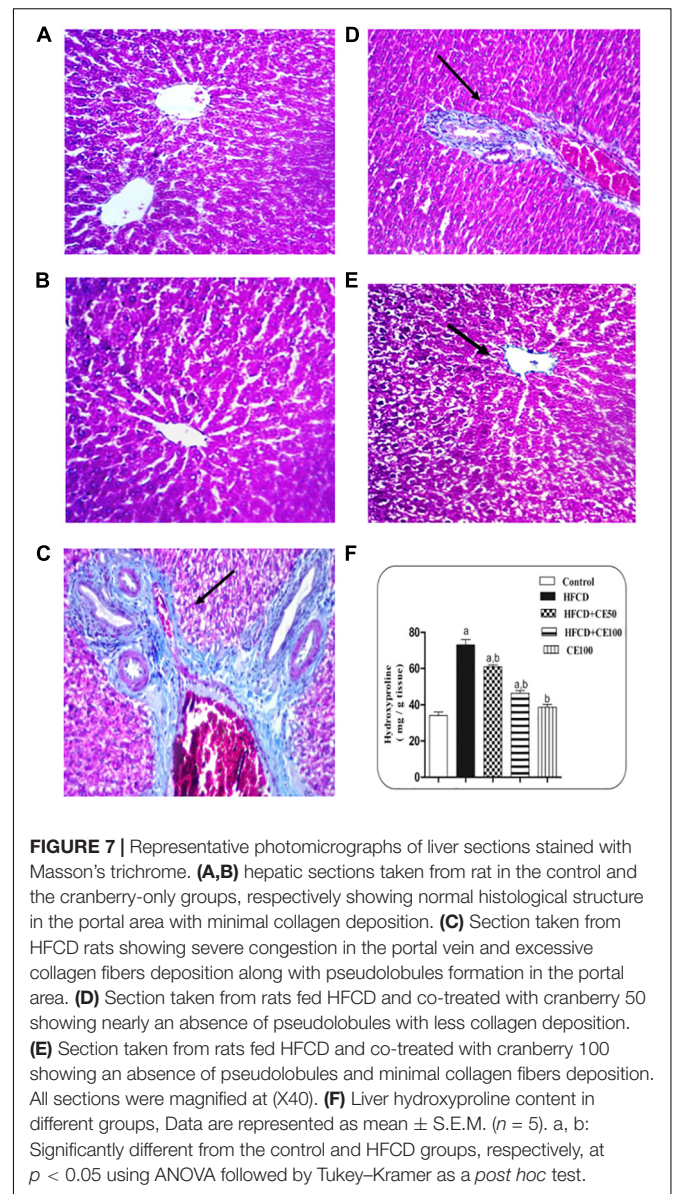 A
D
B
E
C
F
Control
HFCD
HFCD+CE50
HFCD+CE100
CE100
Hydroxyproline
( mg / g tissue)
80
60
40
20
0
a
a,b
a,b
b
FIGURE 7 | Representative photomicrographs of liver sections stained with
Masson's trichrome. (A,B) hepatic sections taken from rat in the control and
the cranberry-only groups, respectively showing normal histological structure
in the portal area with minimal collagen deposition. (C) Section taken from
HFCD rats showing severe congestion in the portal vein and excessive
collagen fibers deposition along with pseudolobules formation in the portal
area. (D) Section taken from rats fed HFCD and co-treated with cranberry 50
showing nearly an absence of pseudolobules with less collagen deposition.
(E) Section taken from rats fed HFCD and co-treated with cranberry 100
showing an absence of pseudolobules and minimal collagen fibers deposition.
All sections were magnified at (X40). (F) Liver hydroxyproline content in
different groups, Data are represented as mean ± S.E.M. (n = 5). a, b:
Significantly different from the control and HFCD groups, respectively, at
p < 0.05 using ANOVA followed by Tukey–Kramer as a post hoc test.